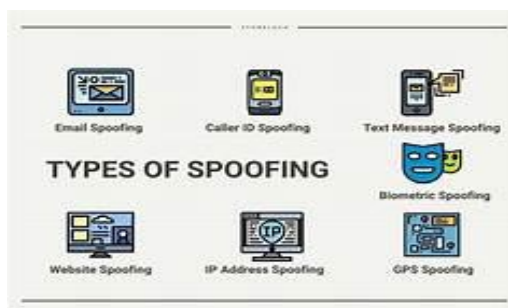 Email Spoofing
Caller ID Spoofing
Text Message Spoofing
TYPES OF SPOOFING
Biometric Spoofing
Website Spoofing
IP
IP Address Spoofing
GPS Spoofing